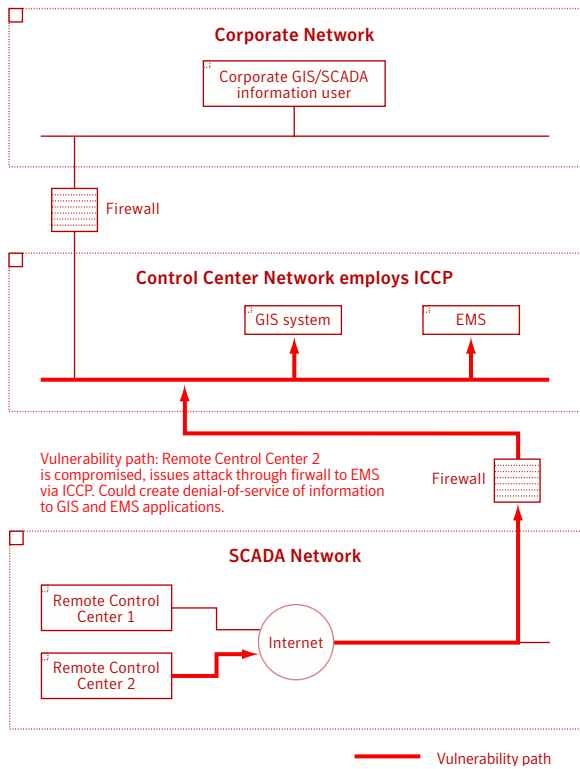 Corporate Network
Corporate GIS/SCADA
information user
Firewall
Control Center Network employs ICCP
GIS system
EMS
Vulnerability path: Remote Control Center 2
is compromised, issues attack through firwall to EMS
via ICCP. Could create denial-of-service of information
to GIS and EMS applications.
Firewall
SCADA Network
Remote Control
Center 1
Internet
Remote Control
Center 2
Vulnerability path